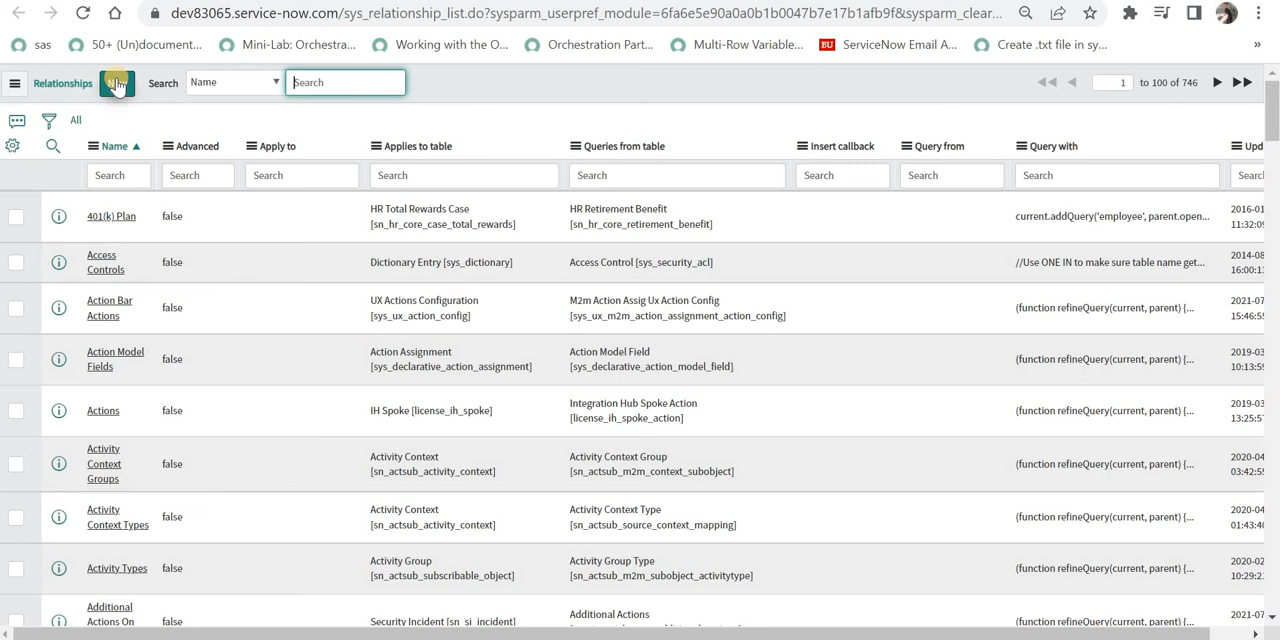 dev83065.service-now.com/sys_relationship_list.do?sysparm_userpref_module=6fa6e5e90a0a0b1b0047b7e17b1afb9f&sysparm_clear...
sas
50+ (Un)document...
Mini-Lab: Orchestra...
Working with the O...
Orchestration Part...
Multi-Row Variable...
BU ServiceNow Email A...
Create .txt file in sy...
»
Relationships
Search
Name
Search
1 to 100 of 746
All
Name
Advanced
Apply to
Applies to table
Queries from table
Insert callback
Query from
Query with
Upd
Search
Search
Search
Search
Search
Search
Search
Search
Searc
401(k) Plan
false
HR Total Rewards Case
[sn_hr_core_case_total_rewards]
HR Retirement Benefit
[sn_hr_core_retirement_benefit]
current.addQuery('employee', parent.open...
2016-01
11:32:09
Access
Controls
false
Dictionary Entry [sys_dictionary]
Access Control [sys_security_acl]
//Use ONE IN to make sure table name get...
2014-08
16:00:13
Action Bar
Actions
false
UX Actions Configuration
[sys_ux_action_config]
M2m Action Assig Ux Action Config
[sys_ux_m2m_action_assignment_action_config]
(function refineQuery(current, parent) {...
2021-07
15:46:55
Action Model
Fields
false
Action Assignment
[sys_declarative_action_assignment]
Action Model Field
[sys_declarative_action_model_field]
(function refineQuery(current, parent) {...
2019-03
10:13:59
Actions
false
IH Spoke [license_ih_spoke]
Integration Hub Spoke Action
[license_ih_spoke_action]
(function refineQuery(current, parent) {...
2019-03
13:25:57
Activity
Context
Groups
false
Activity Context
[sn_actsub_activity_context]
Activity Context Group
[sn_actsub_m2m_context_subobject]
(function refineQuery(current, parent) {...
2020-04
03:42:55
Activity
Context Types
false
Activity Context
[sn_actsub_activity_context]
Activity Context Type
[sn_actsub_source_context_mapping]
(function refineQuery(current, parent) {...
2020-04
01:43:40
Activity Types
false
Activity Group
[sn_actsub_subscribable_object]
Activity Group Type
[sn_actsub_m2m_subobject_activitytype]
(function refineQuery(current, parent) {...
2020-02
10:29:2
Additional
Actions On
false
Security Incident [sn_si_incident]
Additional Actions
(function refineQuery(current, parent) {...
2021-07